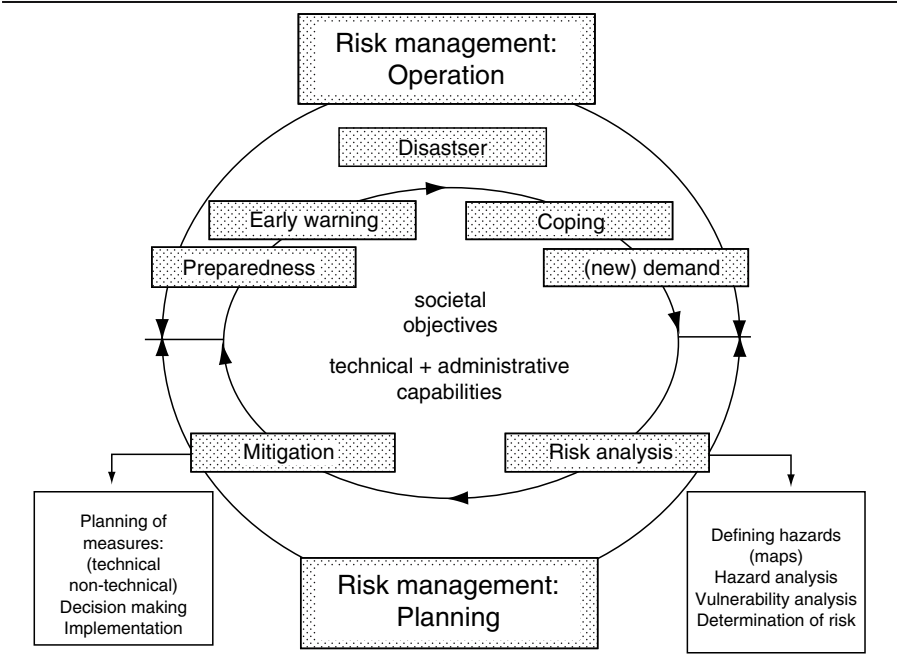 Risk management:
Operation
Disastser
Early warning
Coping
Preparedness
(new) demand
societal
objectives
technical + administrative
capabilities
Mitigation
Risk analysis
Planning of
measures:
(technical
non-technical)
Decision making
Implementation
Defining hazards
(maps)
Hazard analysis
Vulnerability analysis
Determination of risk
Risk management:
Planning